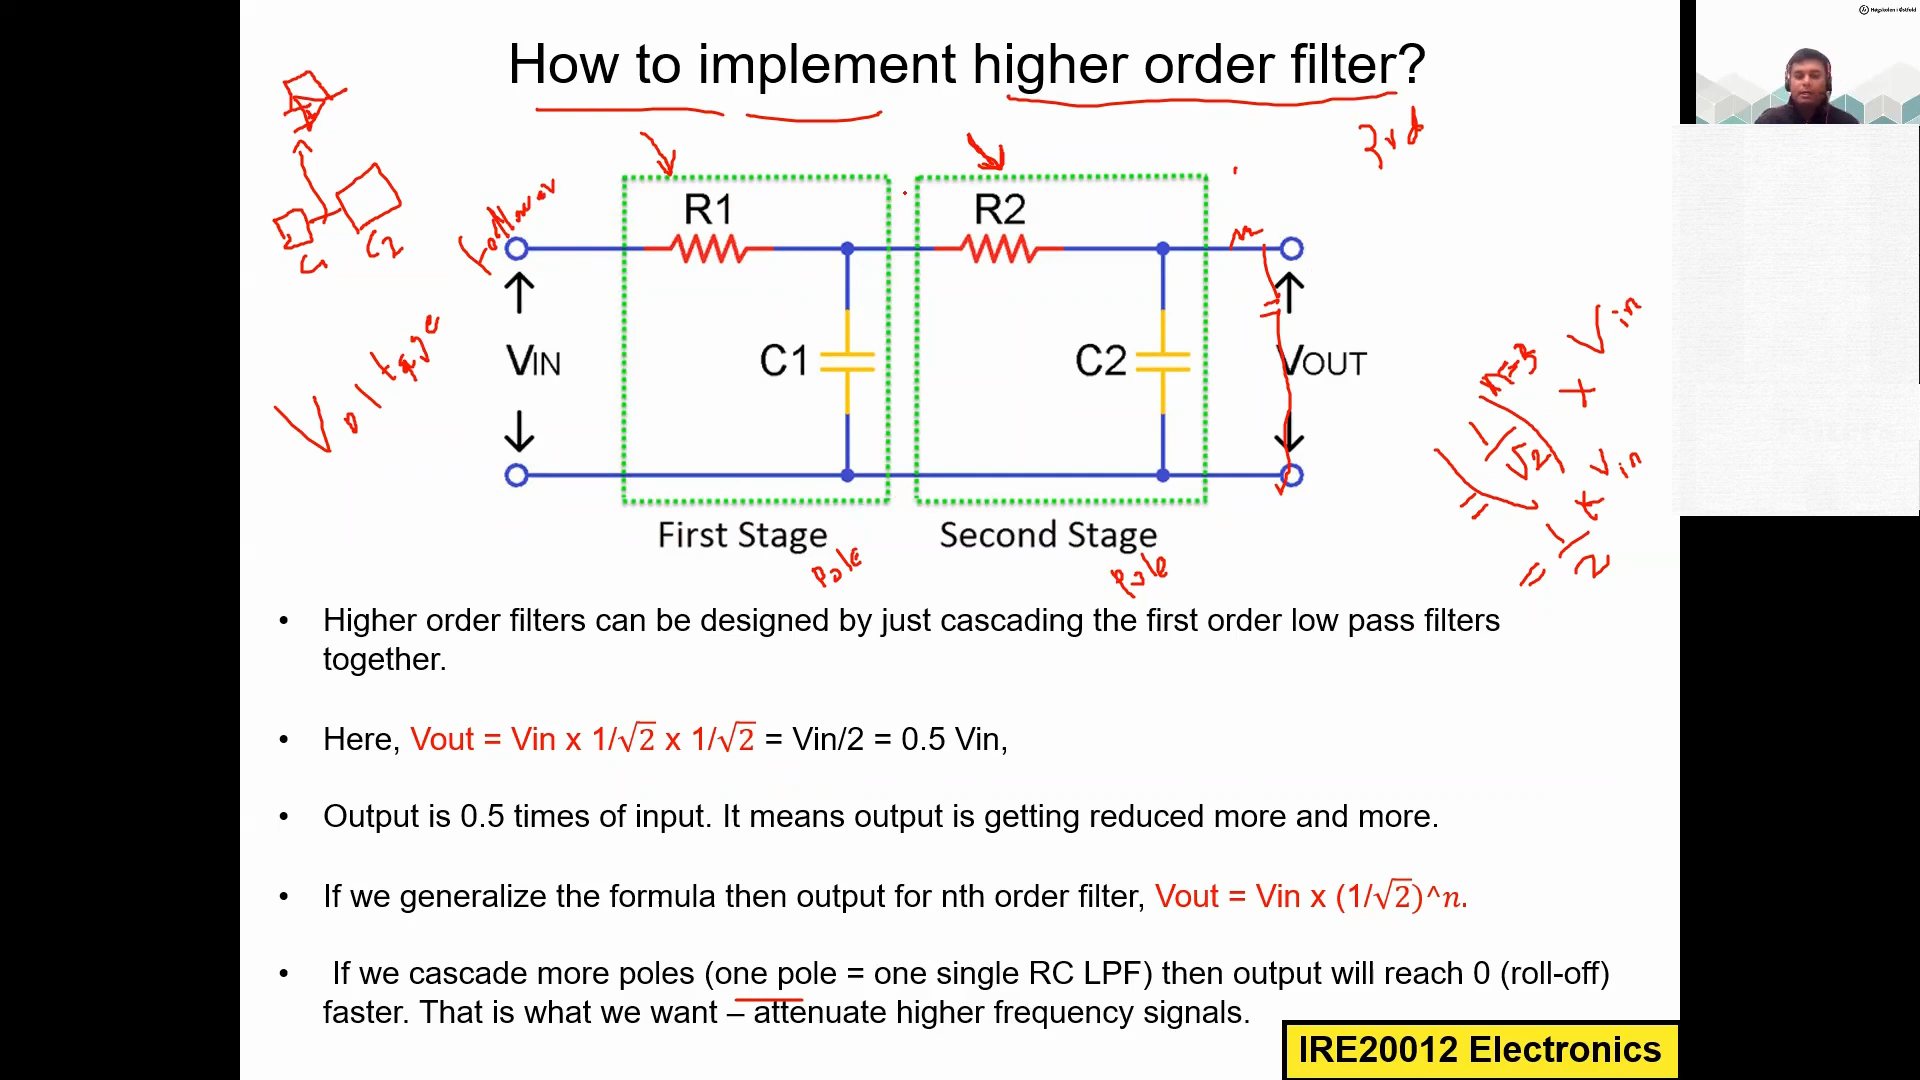 Høgskolen i Østfold
How to implement higher order filter?
3rd
R1
R2
Follower
C1
C2
VIN
C1
C2
VOUT
Voltage
n=3
Vin
x
1/√2
Vin
=
1/2
First Stage
Second Stage
Pole
Pole
• Higher order filters can be designed by just cascading the first order low pass filters
together.
• Here, Vout = Vin x 1/√2 x 1/√2 = Vin/2 = 0.5 Vin,
• Output is 0.5 times of input. It means output is getting reduced more and more.
• If we generalize the formula then output for nth order filter, Vout = Vin x (1/√2)^n.
• If we cascade more poles (one pole = one single RC LPF) then output will reach 0 (roll-off)
faster. That is what we want – attenuate higher frequency signals.
IRE20012 Electronics